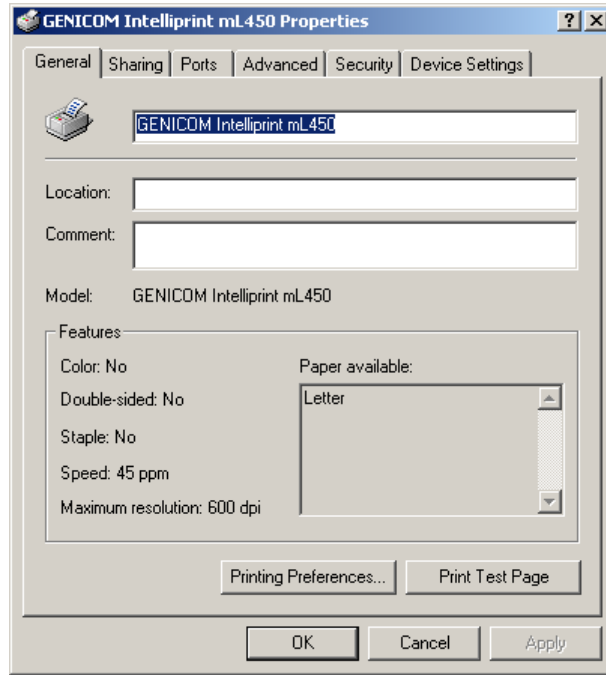 GENICOM Intelliprint mL450 Properties
General Sharing Ports Advanced Security Device Settings
GENICOM Intelliprint mL450
Location:
Comment:
Model: GENICOM Intelliprint mL450
Features
Color: No
Paper available:
Double-sided: No
Letter
Staple: No
Speed: 45 ppm
Maximum resolution: 600 dpi
Printing Preferences... Print Test Page
OK Cancel Apply